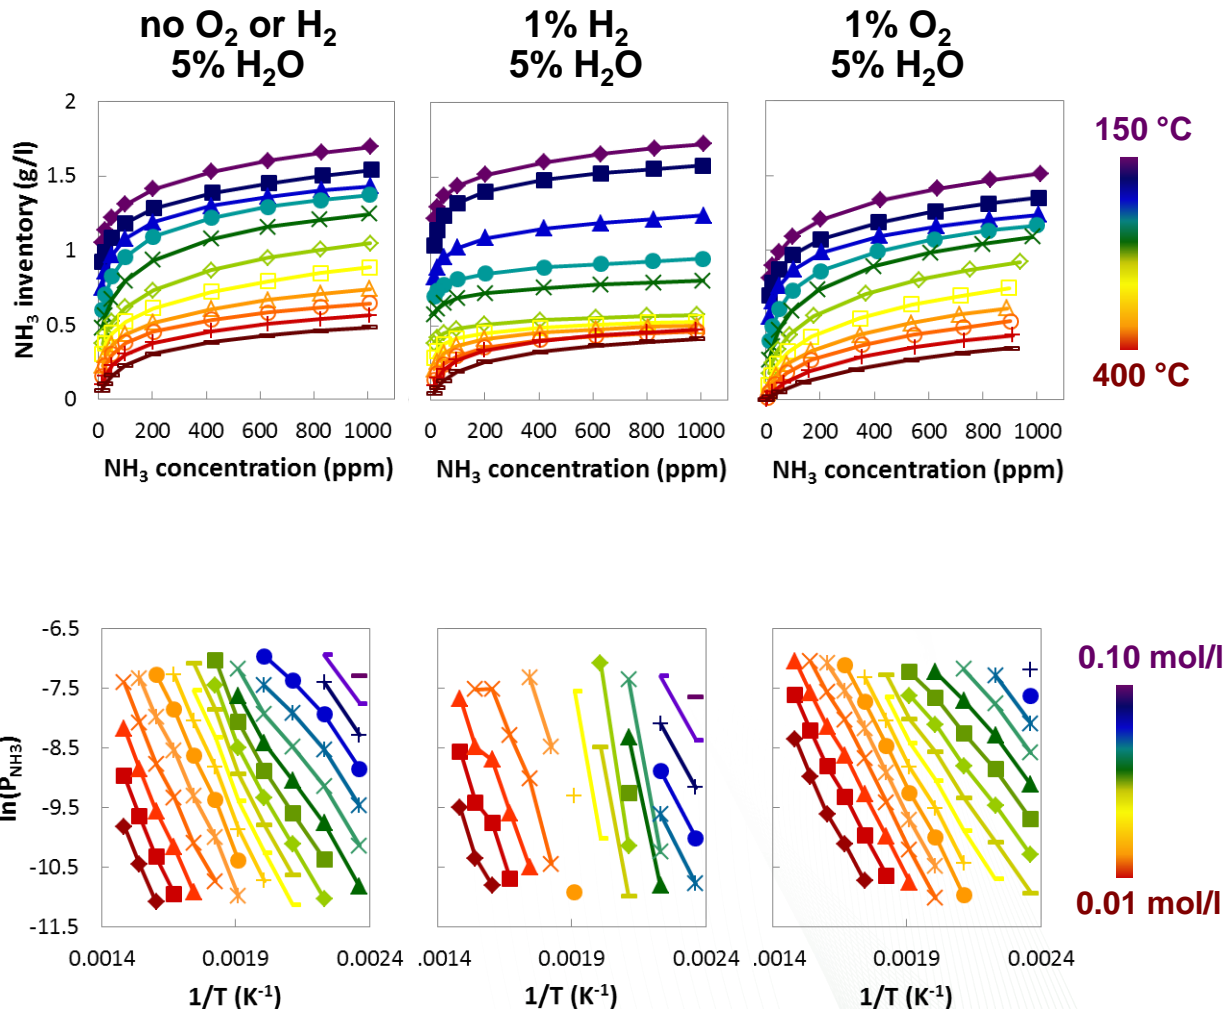 no O₂ or H₂
5% H₂O
1% H₂
5% H₂O
1% O₂
5% H₂O
NH₃ inventory (g/l)
2
1.5
1
0.5
0
0 200 400 600 800 1000
0 200 400 600 800 1000
0 200 400 600 800 1000
NH₃ concentration (ppm)
NH₃ concentration (ppm)
NH₃ concentration (ppm)
150 °C
400 °C
ln(P_NH3)
-6.5
-7.5
-8.5
-9.5
-10.5
-11.5
0.0014 0.0019 0.0024
.0014 0.0019 0.0024
.0014 0.0019 0.0024
1/T (K⁻¹)
1/T (K⁻¹)
1/T (K⁻¹)
0.10 mol/l
0.01 mol/l